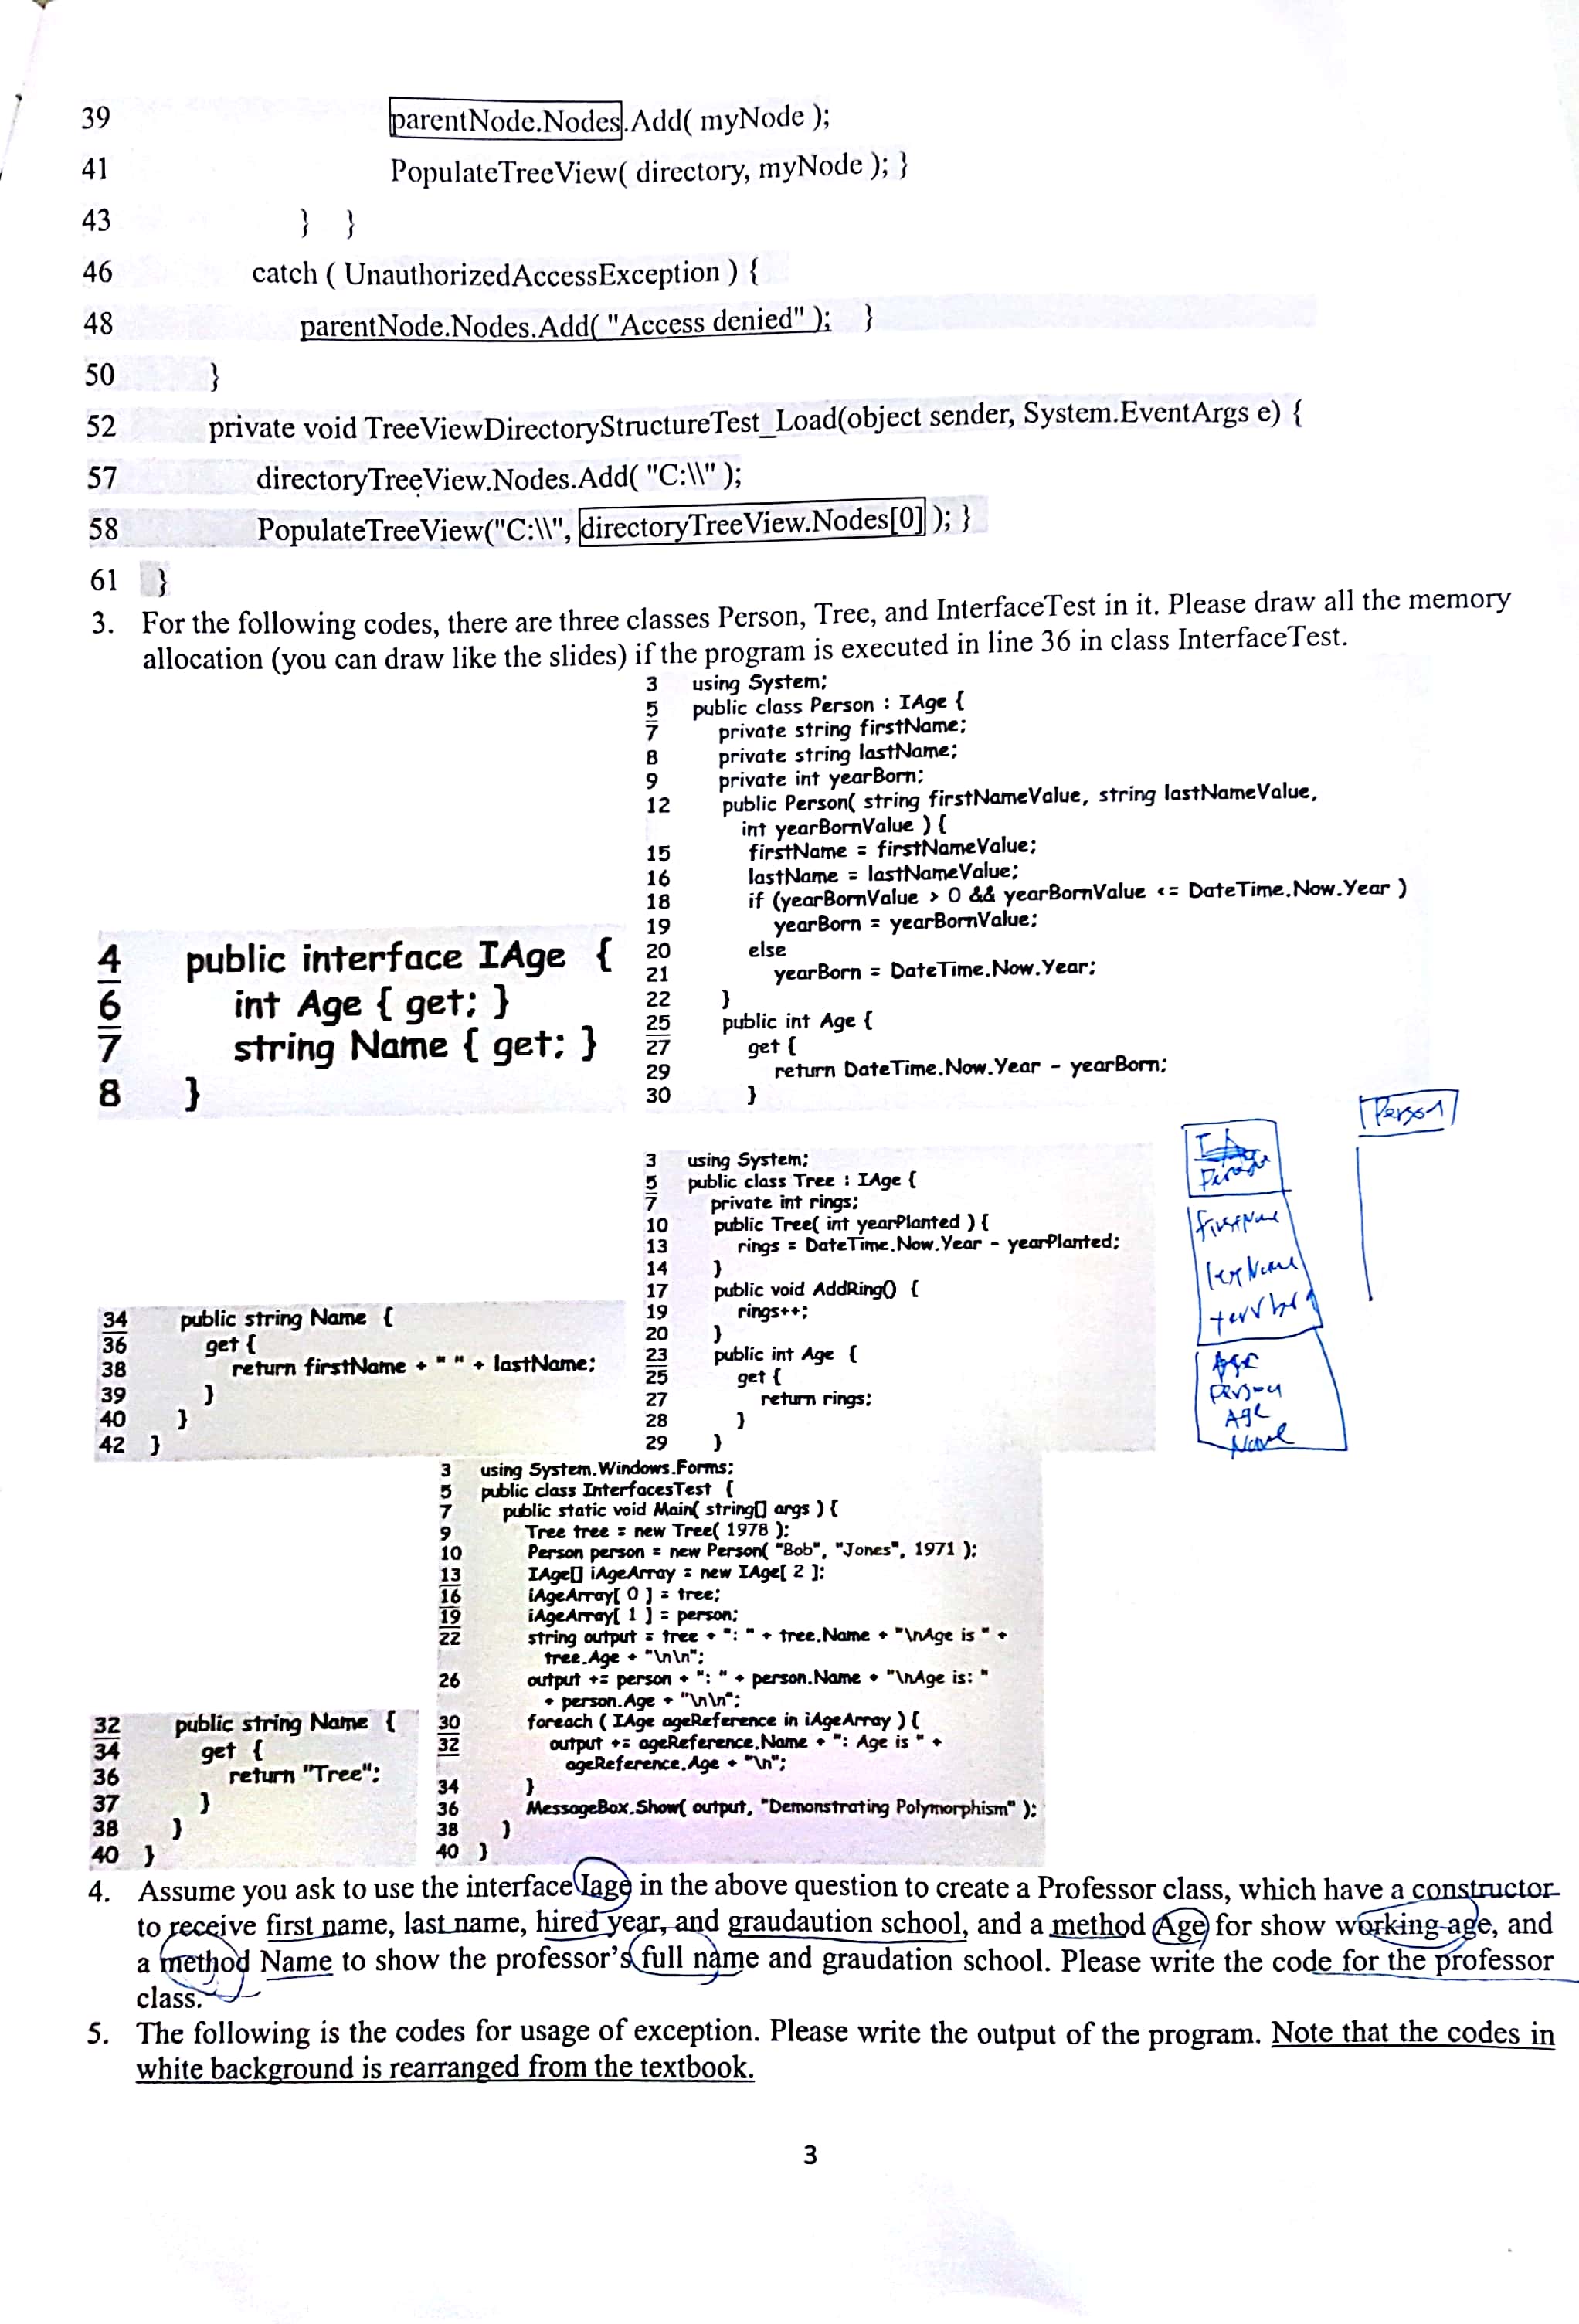 39 parentNode.Nodes.Add( myNode );
41 PopulateTreeView( directory, myNode ); }
43 } }
46 catch ( UnauthorizedAccessException ) {
48 parentNode.Nodes.Add( "Access denied" ); }
50 }
52 private void TreeViewDirectoryStructureTest_Load(object sender, System.EventArgs e) {
57 directoryTreeView.Nodes.Add( "C:\\" );
58 PopulateTreeView("C:\\", directoryTreeView.Nodes[0] ); }
61 }
3. For the following codes, there are three classes Person, Tree, and InterfaceTest in it. Please draw all the memory
allocation (you can draw like the slides) if the program is executed in line 36 in class InterfaceTest.
3 using System;
5 public class Person : IAge {
7 private string firstName;
8 private string lastName;
9 private int yearBorn;
12 public Person( string firstNameValue, string lastNameValue,
int yearBornValue ) {
15 firstName = firstNameValue;
16 lastName = lastNameValue;
18 if (yearBornValue > 0 && yearBornValue <= DateTime.Now.Year )
19 yearBorn = yearBornValue;
20 else
21 yearBorn = DateTime.Now.Year;
22 }
25 public int Age {
27 get {
29 return DateTime.Now.Year - yearBorn;
30 }
4 public interface IAge {
6 int Age { get; }
7 string Name { get; }
8 }
34 public string Name {
36 get {
38 return firstName + " " + lastName;
39 }
40 }
42 }
3 using System;
5 public class Tree : IAge {
7 private int rings;
10 public Tree( int yearPlanted ) {
13 rings = DateTime.Now.Year - yearPlanted;
14 }
17 public void AddRing() {
19 rings++;
20 }
23 public int Age {
25 get {
27 return rings;
28 }
29 }
Person
Person
firstName
lastName
Age
Person
Age
Name
3 using System.Windows.Forms;
5 public class InterfacesTest {
7 public static void Main( string[] args ) {
9 Tree tree = new Tree( 1978 );
10 Person person = new Person( "Bob", "Jones", 1971 );
13 IAge[] iAgeArray = new IAge[ 2 ];
16 iAgeArray[ 0 ] = tree;
19 iAgeArray[ 1 ] = person;
22 string output = tree + ": " + tree.Name + "\nAge is " +
tree.Age + "\n\n";
26 output += person + ": " + person.Name + "\nAge is: "
+ person.Age + "\n\n";
30 foreach ( IAge ageReference in iAgeArray ) {
32 output += ageReference.Name + ": Age is " +
ageReference.Age + "\n";
34 }
36 MessageBox.Show( output, "Demonstrating Polymorphism" );
38 }
40 }
32 public string Name {
34 get {
36 return "Tree";
37 }
38 }
40 }
4. Assume you ask to use the interface Iage in the above question to create a Professor class, which have a constructor
to receive first name, last name, hired year, and graudaution school, and a method Age for show working age, and
a method Name to show the professor's full name and graudation school. Please write the code for the professor
class.
5. The following is the codes for usage of exception. Please write the output of the program. Note that the codes in
white background is rearranged from the textbook.
3